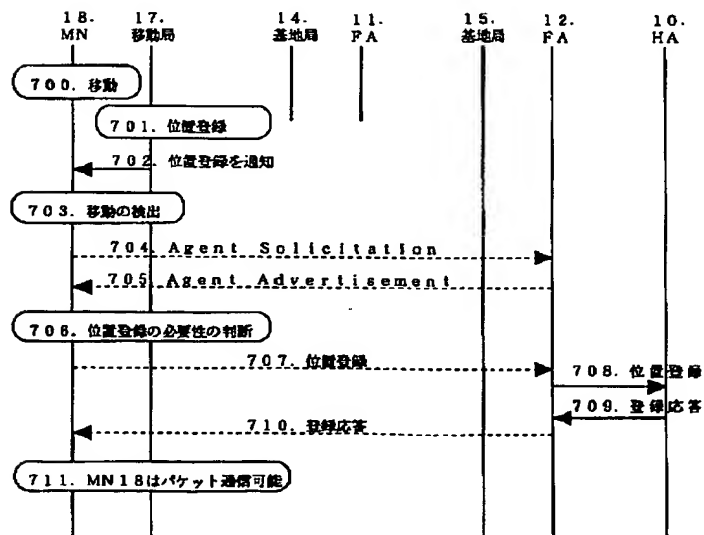 18. 17. 14. 11. 15. 12. 10.
MN 移動局 基地局 FA 基地局 FA HA
700. 移動
701. 位置登録
702. 位置登録を通知
703. 移動の検出
704. Agent Solicitation
705. Agent Advertisement
706. 位置登録の必要性の判断
707. 位置登録
708. 位置登録
709. 登録応答
710. 登録応答
711. MN18はパケット通信可能